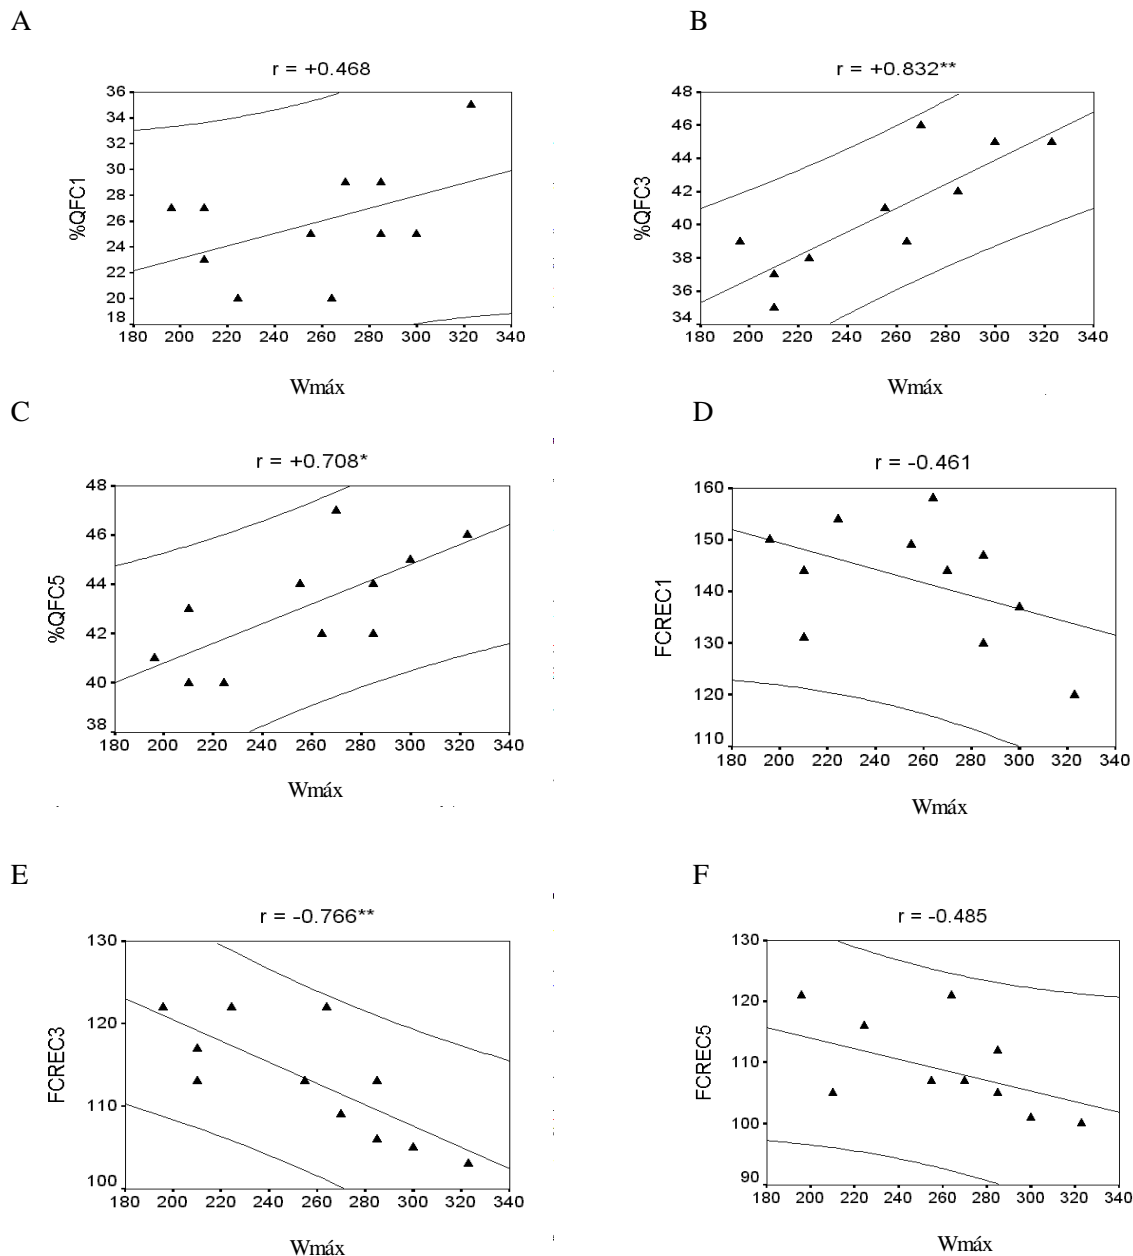 A
r = +0.468
%QFC1
36
34
32
30
28
26
24
22
20
18
180 200 220 240 260 280 300 320 340
Wmáx
B
r = +0.832**
%QFC3
48
46
44
42
40
38
36
34
180 200 220 240 260 280 300 320 340
Wmáx
C
r = +0.708*
%QFC5
48
46
44
42
40
38
180 200 220 240 260 280 300 320 340
Wmáx
D
r = -0.461
FCREC1
160
150
140
130
120
110
180 200 220 240 260 280 300 320 340
Wmáx
E
r = -0.766**
FCREC3
130
120
110
100
180 200 220 240 260 280 300 320 340
Wmáx
F
r = -0.485
FCREC5
130
120
110
100
90
180 200 220 240 260 280 300 320 340
Wmáx